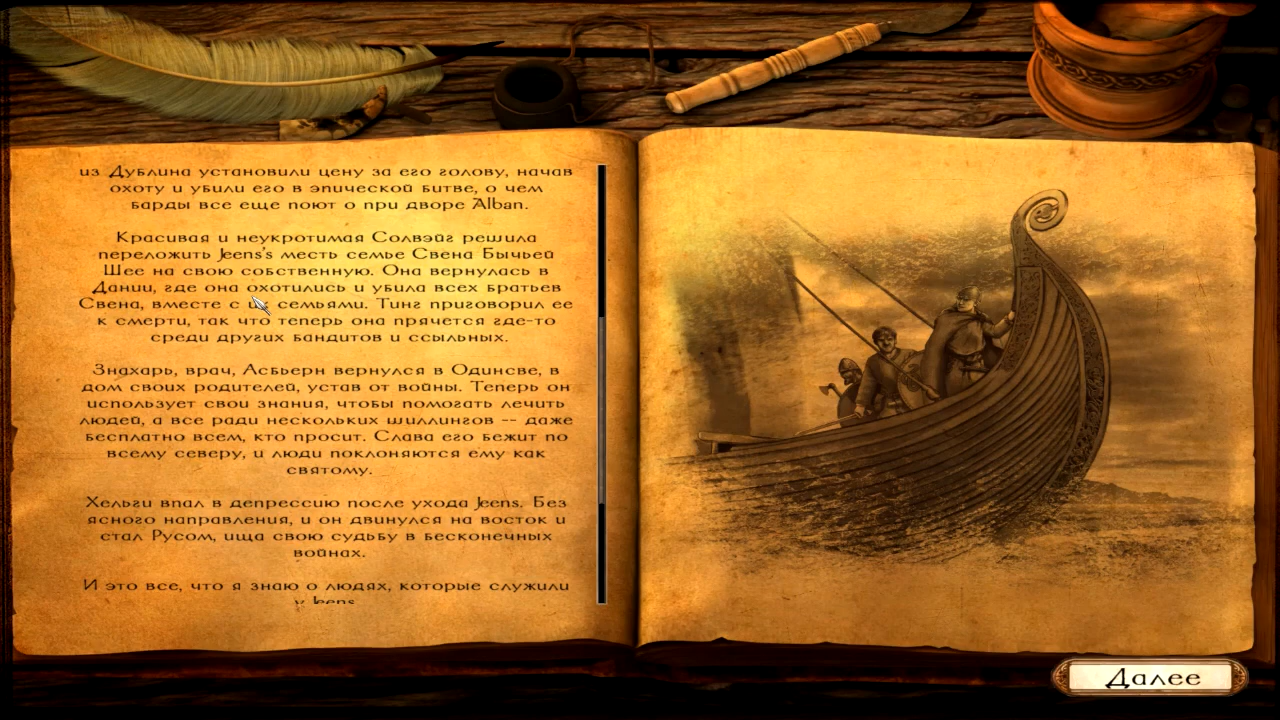 из Дублина установили цену за его голову, начав
охоту и убили его в эпической битве, о чем
барды все еще поют о при дворе Alban.
Красивая и неукротимая Солвэйг решила
переложить Jeens's месть семье Свена Бычьей
Шее на свою собственную. Она вернулась в
Дании, где она охотились и убила всех братьев
Свена, вместе с их семьями. Тинг приговорил ее
к смерти, так что теперь она прячется где-то
среди других бандитов и ссыльных.
Знахарь, врач, Асбьерн вернулся в Одинсве, в
дом своих родителей, устав от войны. Теперь он
использует свои знания, чтобы помогать лечить
людей, а все ради нескольких шиллингов -- даже
бесплатно всем, кто просит. Слава его бежит по
всему северу, и люди поклоняются ему как
святому.
Хельги впал в депрессию после ухода Jeens. Без
ясного направления, и он двинулся на восток и
стал Русом, ища свою судьбу в бесконечных
войнах.
И это все, что я знаю о людях, которые служили
у Jeens
Далее